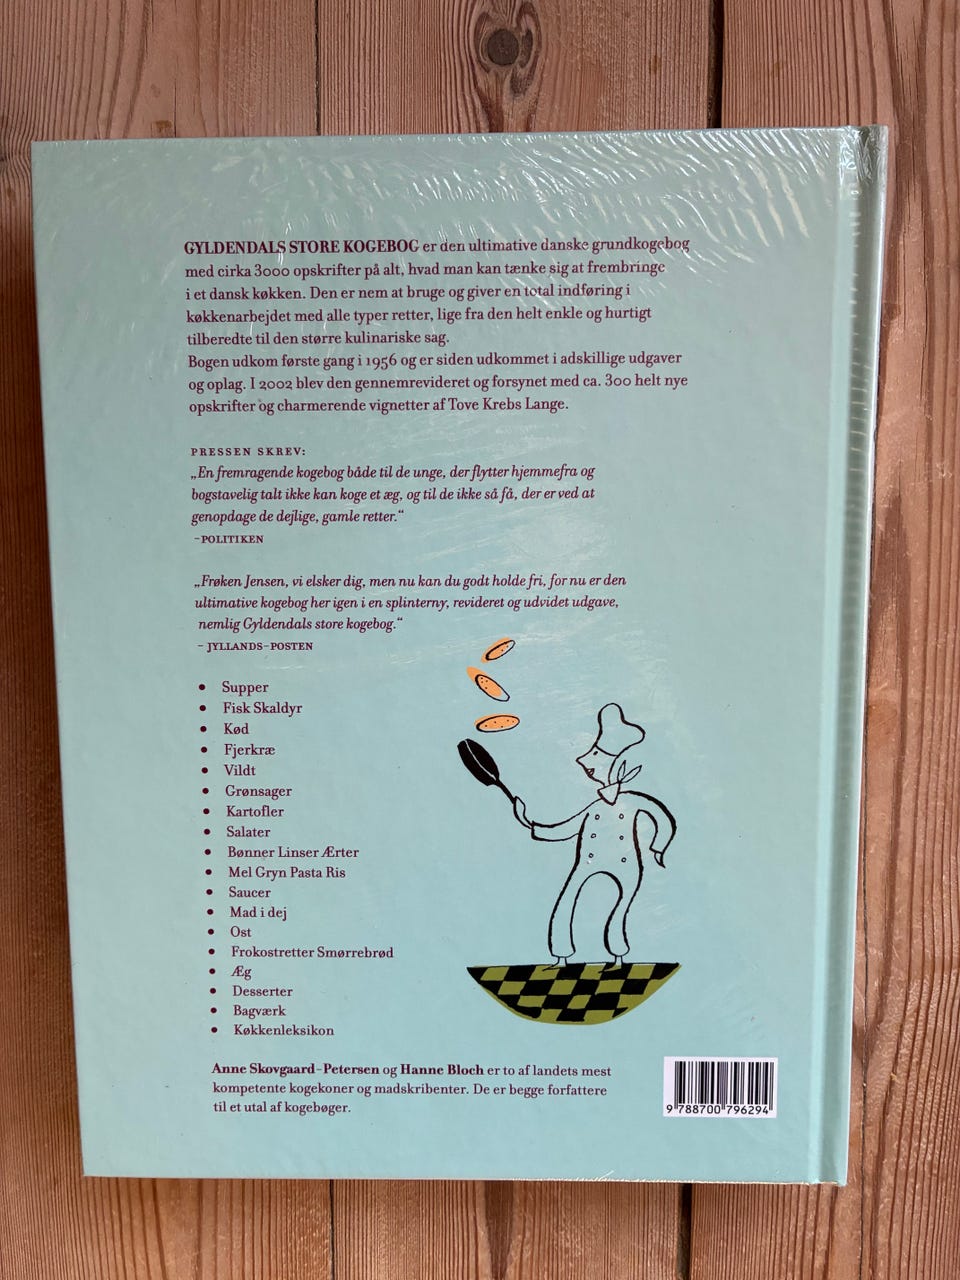 GYLDENDALS STORE KOGEBOG er den ultimative danske grundkogebog
med cirka 3000 opskrifter på alt, hvad man kan tænke sig at frembringe
i et dansk køkken. Den er nem at bruge og giver en total indføring i
køkkenarbejdet med alle typer retter, lige fra den helt enkle og hurtigt
tilberedte til den større kulinariske sag.
Bogen udkom første gang i 1956 og er siden udkommet i adskillige udgaver
og oplag. I 2002 blev den gennemrevideret og forsynet med ca. 300 helt nye
opskrifter og charmerende vignetter af Tove Krebs Lange.
PRESSEN SKREV:
„En fremragende kogebog både til de unge, der flytter hjemmefra og
bogstavelig talt ikke kan koge et æg, og til de ikke så få, der er ved at
genopdage de dejlige, gamle retter.“
–POLITIKEN
„Frøken Jensen, vi elsker dig, men nu kan du godt holde fri, for nu er den
ultimative kogebog her igen i en splinterny, revideret og udvidet udgave,
nemlig Gyldendals store kogebog.“
– JYLLANDS-POSTEN
• Supper
• Fisk Skaldyr
• Kød
• Fjerkræ
• Vildt
• Grønsager
• Kartofler
• Salater
• Bønner Linser Ærter
• Mel Gryn Pasta Ris
• Saucer
• Mad i dej
• Ost
• Frokostretter Smørrebrød
• Æg
• Desserter
• Bagværk
• Køkkenleksikon
Anne Skovgaard-Petersen og Hanne Bloch er to af landets mest
kompetente kogekoner og madskribenter. De er begge forfattere
til et utal af kogebøger.
9 788700 796294